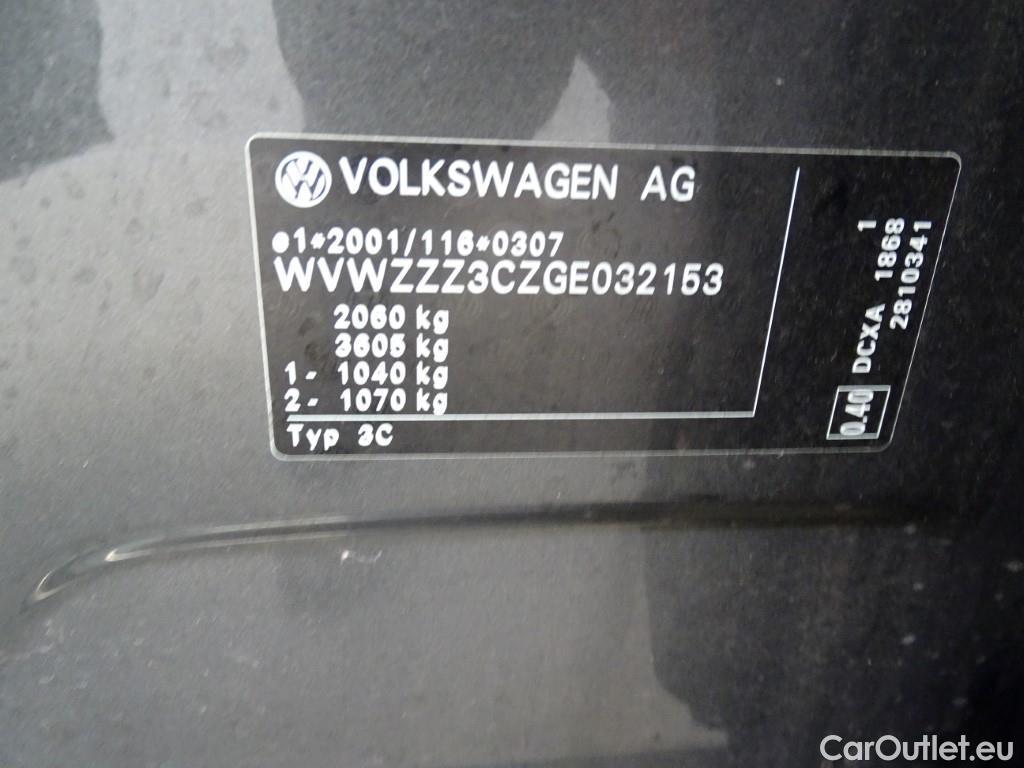 VOLKSWAGEN AG
e1*2001/116*0307
WVWZZZ3CZGE032153
2060 kg
3605 kg
1- 1040 kg
2- 1070 kg
Typ 3C
1
DCXA 1868
2810341
0.40
CarOutlet.eu